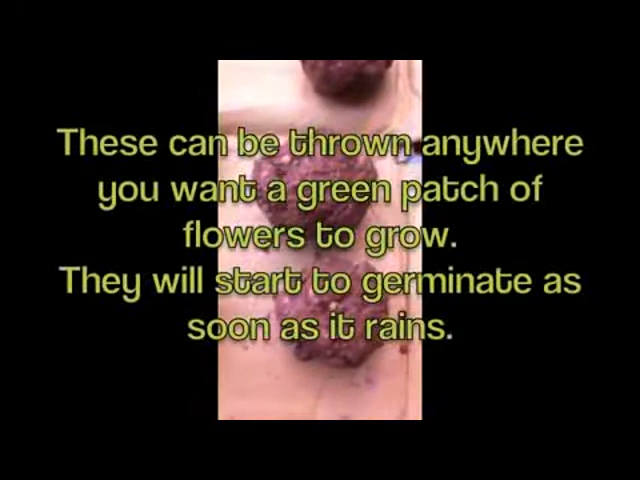 These can be thrown anywhere
you want a green patch of
flowers to grow.
They will start to germinate as
soon as it rains.